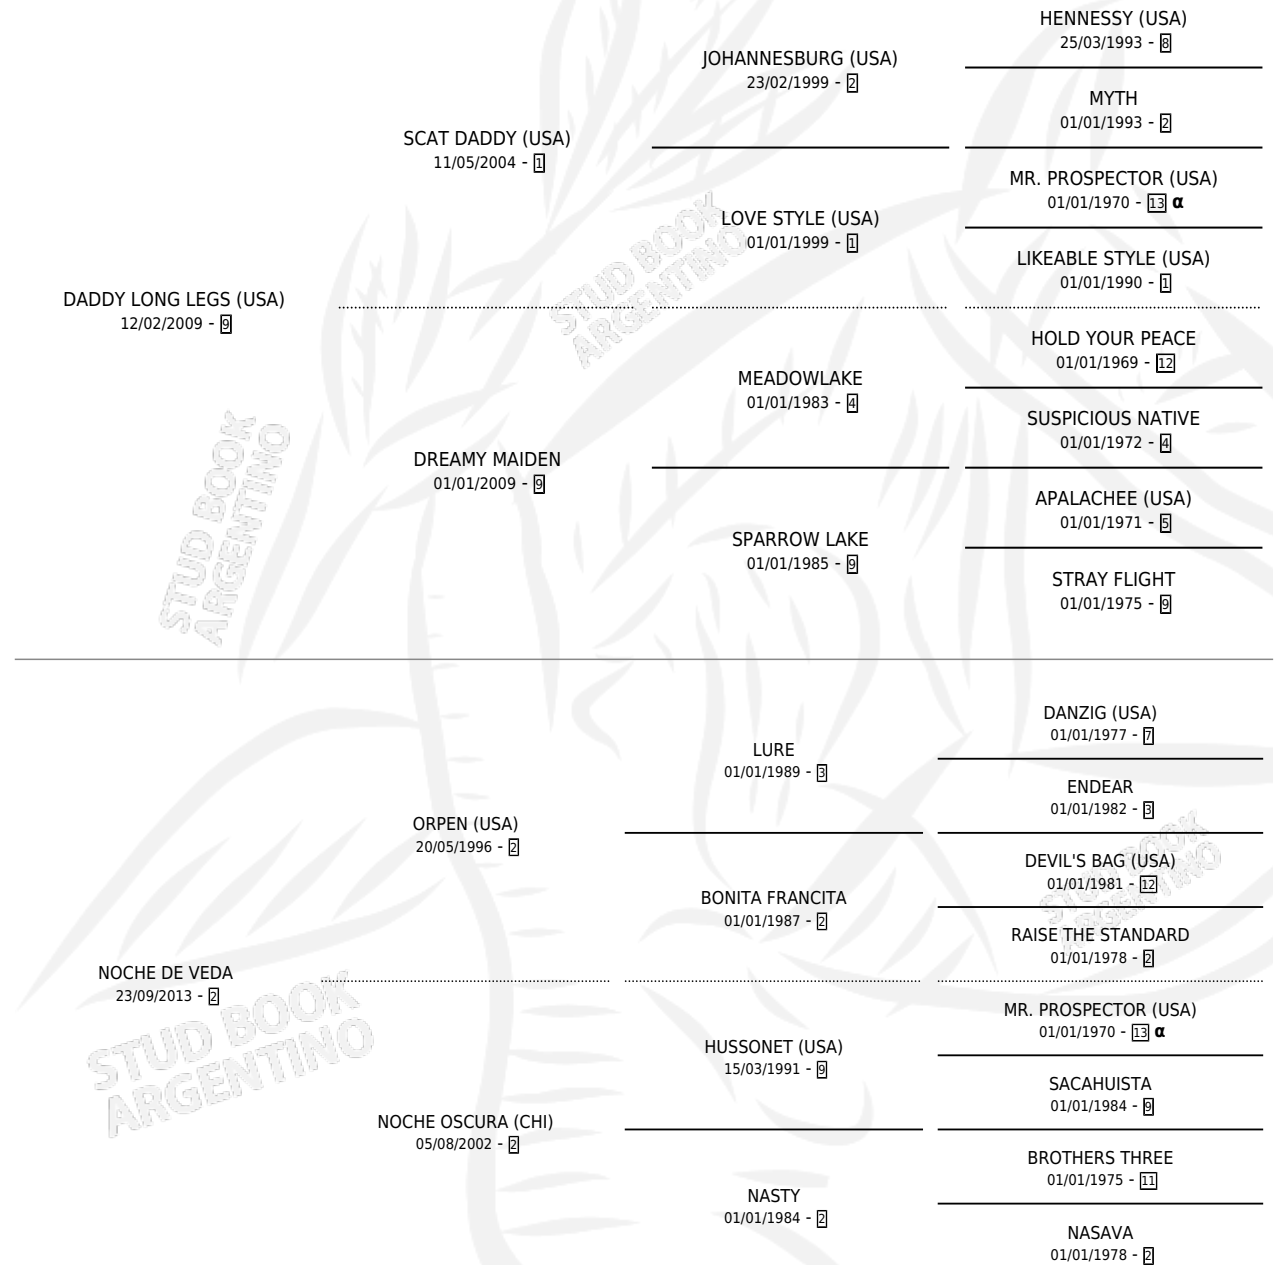 HENNESSY (USA)
25/03/1993 - 8
JOHANNESBURG (USA)
23/02/1999 - 2
MYTH
01/01/1993 - 2
SCAT DADDY (USA)
11/05/2004 - 1
MR. PROSPECTOR (USA)
01/01/1970 - 13 α
LOVE STYLE (USA)
01/01/1999 - 1
LIKEABLE STYLE (USA)
01/01/1990 - 1
DADDY LONG LEGS (USA)
12/02/2009 - 9
HOLD YOUR PEACE
01/01/1969 - 12
MEADOWLAKE
01/01/1983 - 4
SUSPICIOUS NATIVE
01/01/1972 - 4
DREAMY MAIDEN
01/01/2009 - 9
APALACHEE (USA)
01/01/1971 - 5
SPARROW LAKE
01/01/1985 - 9
STRAY FLIGHT
01/01/1975 - 9
DANZIG (USA)
01/01/1977 - 7
LURE
01/01/1989 - 3
ENDEAR
01/01/1982 - 3
ORPEN (USA)
20/05/1996 - 2
DEVIL'S BAG (USA)
01/01/1981 - 12
BONITA FRANCITA
01/01/1987 - 2
RAISE THE STANDARD
01/01/1978 - 2
NOCHE DE VEDA
23/09/2013 - 2
MR. PROSPECTOR (USA)
01/01/1970 - 13 α
HUSSONET (USA)
15/03/1991 - 9
SACAHUISTA
01/01/1984 - 9
NOCHE OSCURA (CHI)
05/08/2002 - 2
BROTHERS THREE
01/01/1975 - 11
NASTY
01/01/1984 - 2
NASAVA
01/01/1978 - 2
STUD BOOK
ARGENTINO
STUD BOOK
ARGENTINO
STUD BOOK
ARGENTINO
STUD BOOK
ARGENTINO